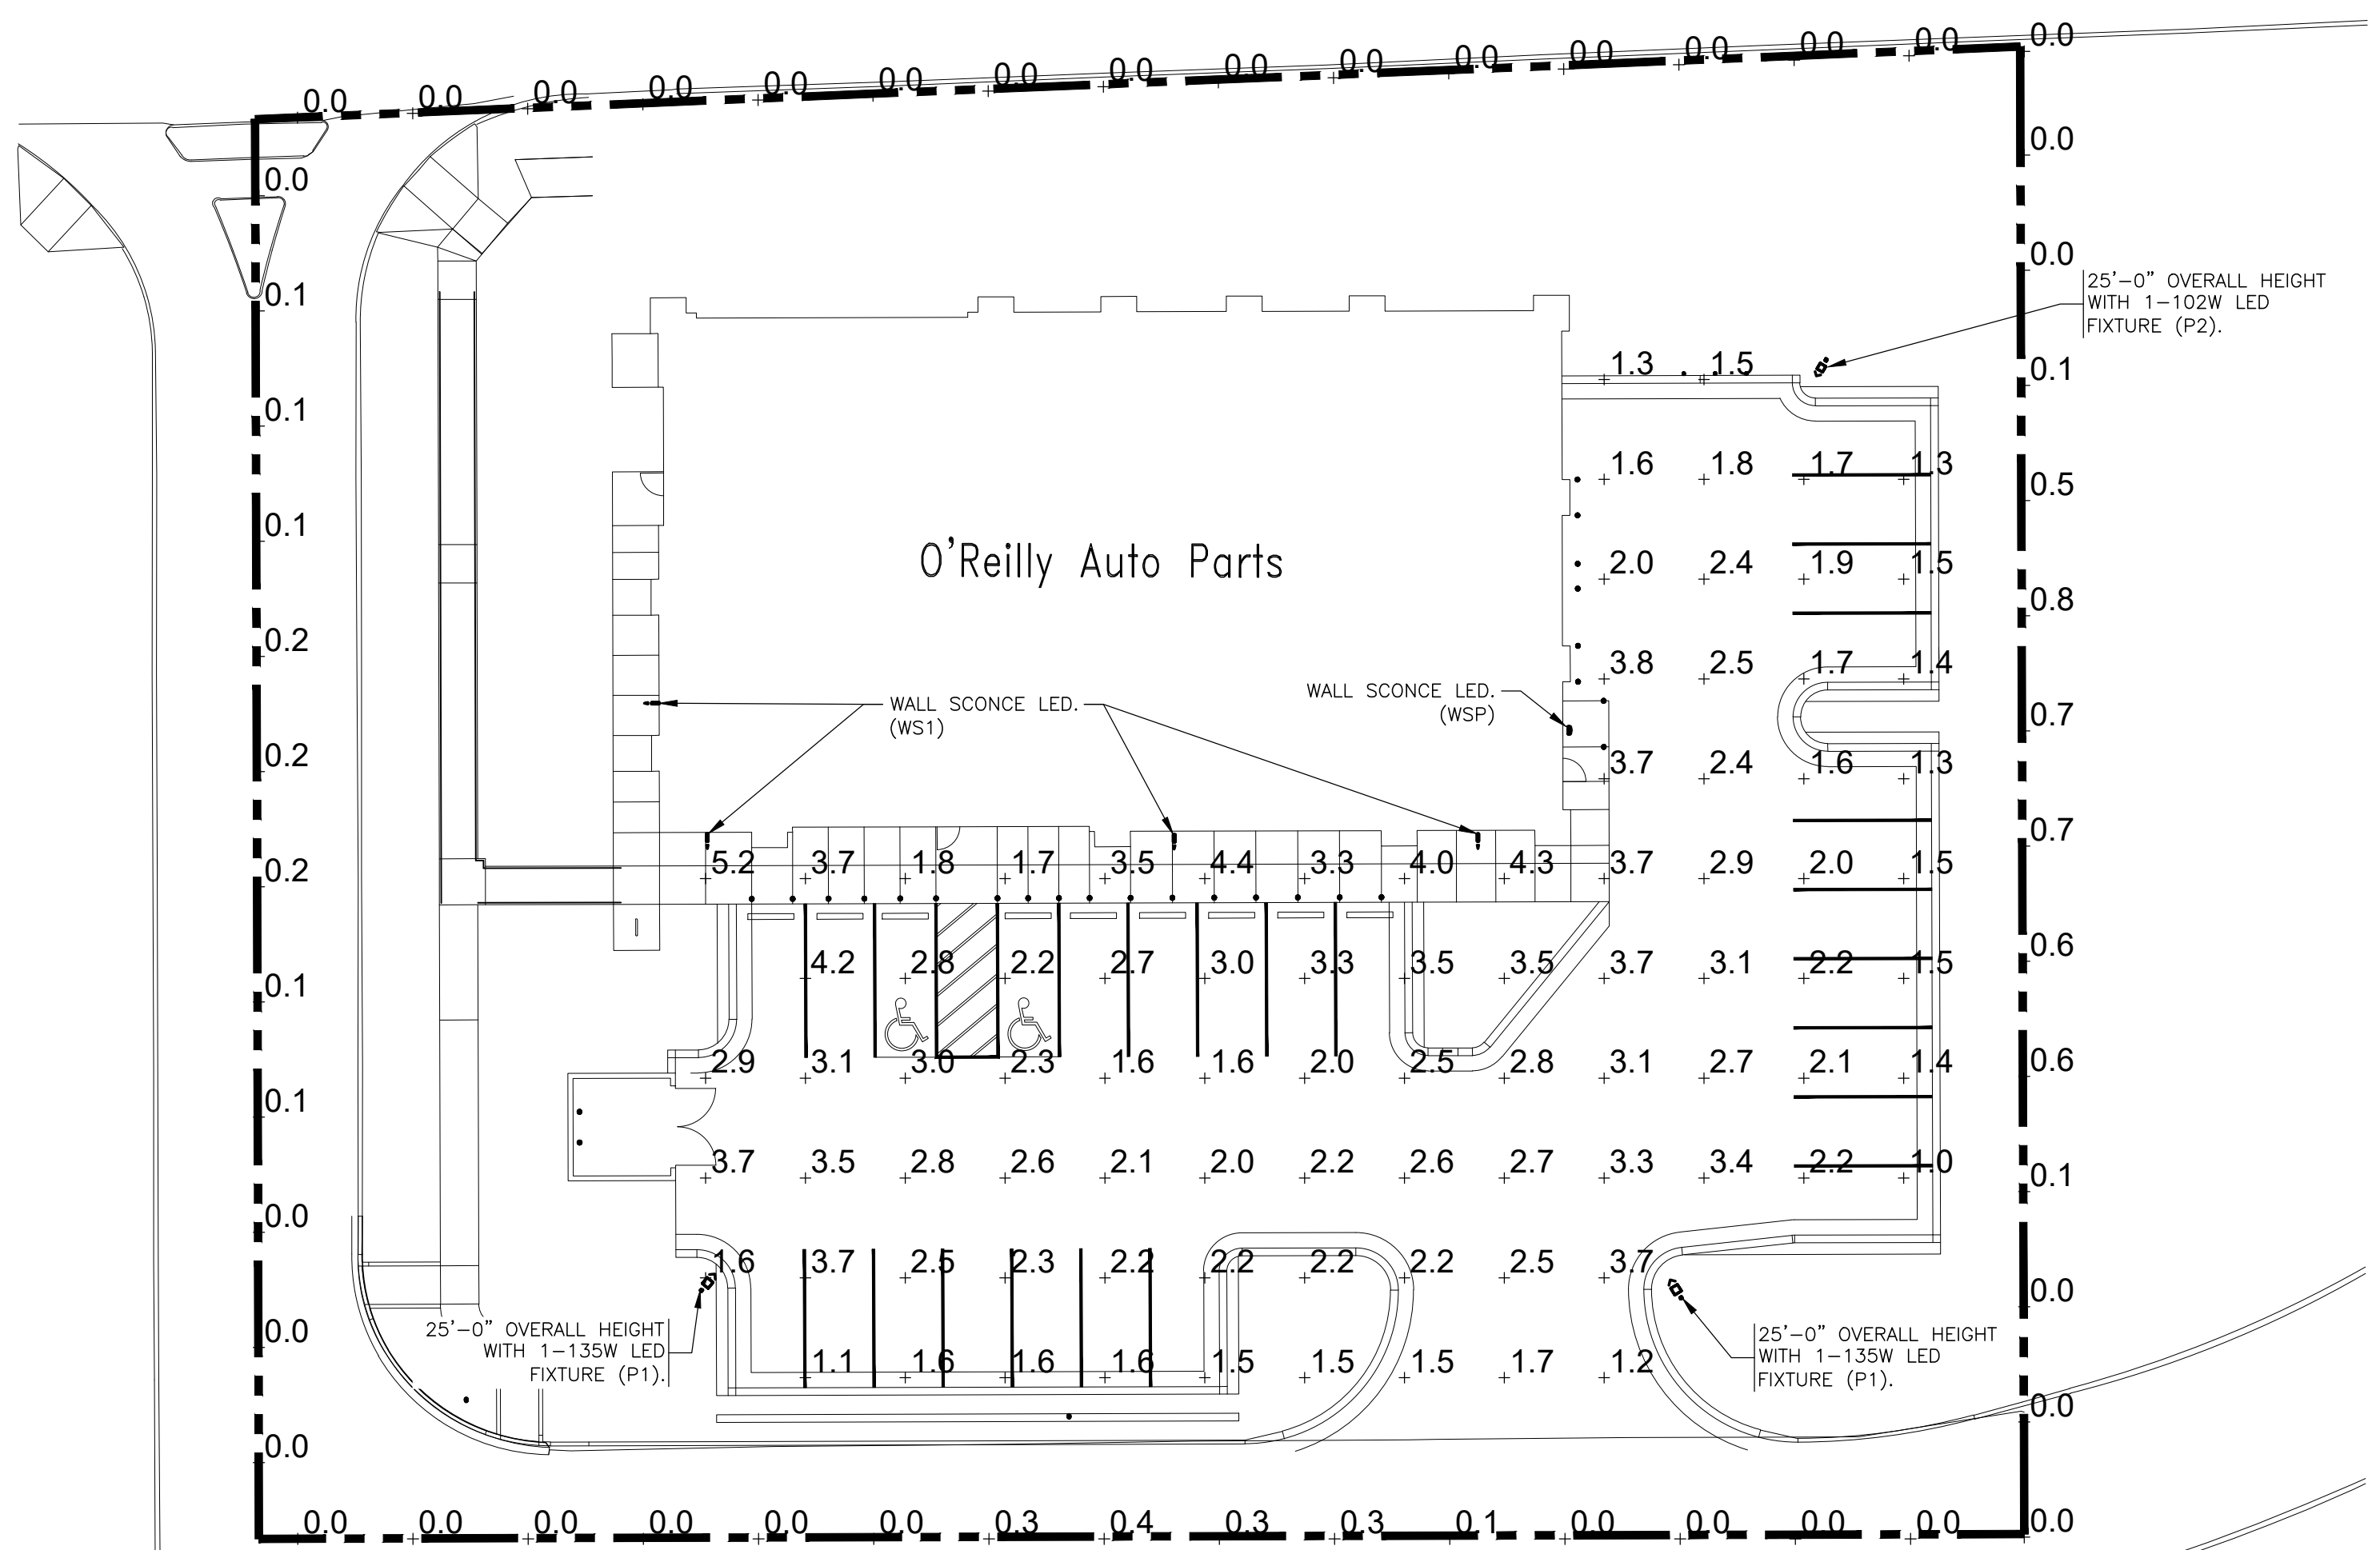 0.0 0.0 0.0 0.0 0.0 0.0 0.0 0.0 0.0 0.0 0.0 0.0 0.0 0.0 0.0 0.0
0.0
0.0
0.0
25'-0" OVERALL HEIGHT
WITH 1-102W LED
FIXTURE (P2).
0.1
1.3 1.5 0.1
0.1
1.6 1.8 1.7 1.3 0.5
0.1
O'Reilly Auto Parts
2.0 2.4 1.9 1.5
0.8
0.2
3.8 2.5 1.7 1.4
WALL SCONCE LED.
(WS1)
WALL SCONCE LED.
(WSP)
0.7
0.2
3.7 2.4 1.6 1.3
0.7
0.2
5.2 3.7 1.8 1.7 3.5 4.4 3.3 4.0 4.3 3.7 2.9 2.0 1.5
0.6
0.1
4.2 2.8 2.2 2.7 3.0 3.3 3.5 3.5 3.7 3.1 2.2 1.5
0.6
2.9 3.1 3.0 2.3 1.6 1.6 2.0 2.5 2.8 3.1 2.7 2.1 1.4
0.1
3.7 3.5 2.8 2.6 2.1 2.0 2.2 2.6 2.7 3.3 3.4 2.2 1.0
0.1
0.0
1.6 3.7 2.5 2.3 2.2 2.2 2.2 2.2 2.5 3.7
0.0
0.0
25'-0" OVERALL HEIGHT
WITH 1-135W LED
FIXTURE (P1).
25'-0" OVERALL HEIGHT
WITH 1-135W LED
FIXTURE (P1).
1.1 1.6 1.6 1.6 1.5 1.5 1.5 1.7 1.2
0.0
0.0
0.0 0.0 0.0 0.0 0.0 0.0 0.3 0.4 0.3 0.3 0.1 0.0 0.0 0.0 0.0 0.0